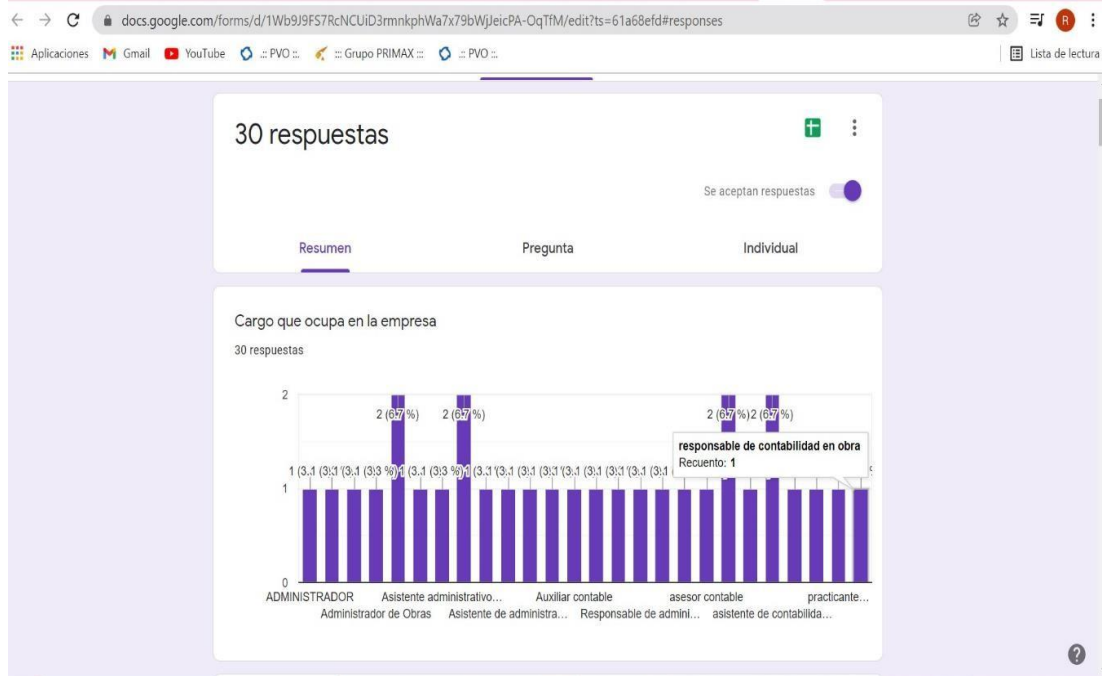 docs.google.com/forms/d/1Wb9J9FS7RcNCUiD3rmnkphWa7x79bWjJeicPA-OqTfM/edit?ts=61a68efd#responses
R
Aplicaciones Gmail YouTube .:: PVO ::. ::: Grupo PRIMAX ::: .:: PVO ::.
Lista de lectura
30 respuestas
Se aceptan respuestas
Resumen Pregunta Individual
Cargo que ocupa en la empresa
30 respuestas
2
2 (6.7 %) 2 (6.7 %) 2 (6.7 %) 2 (6.7 %)
responsable de contabilidad en obra
Recuento: 1
1
0
ADMINISTRADOR Asistente administrativo… Auxiliar contable asesor contable practicante…
Administrador de Obras Asistente de administra… Responsable de admini… asistente de contabilida…